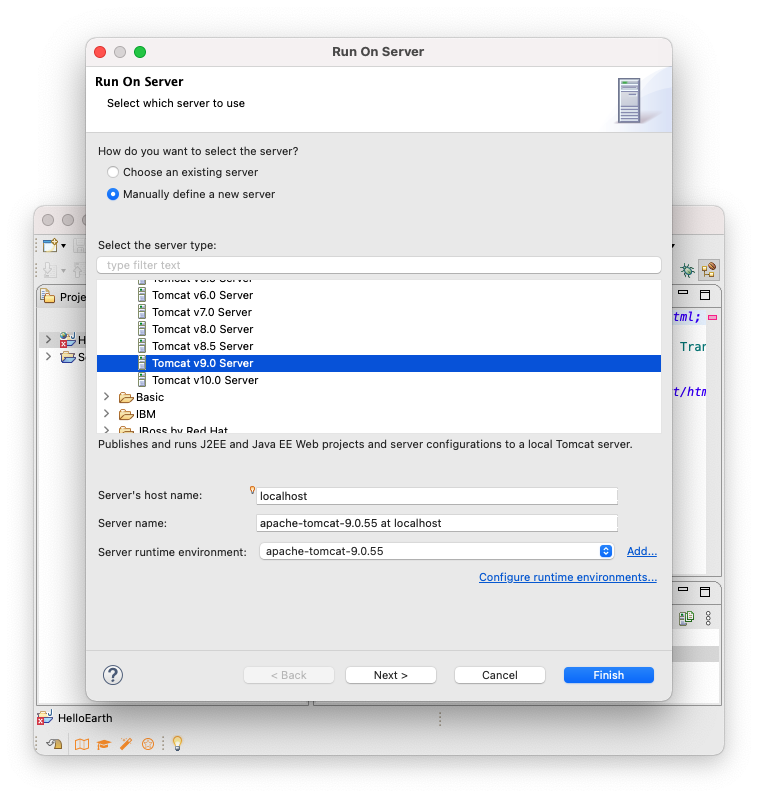 Run On Server
Run On Server
Select which server to use
How do you want to select the server?
Choose an existing server
Manually define a new server
Select the server type:
type filter text
Tomcat v6.0 Server
Tomcat v7.0 Server
Tomcat v8.0 Server
Tomcat v8.5 Server
Tomcat v9.0 Server
Tomcat v10.0 Server
Basic
IBM
JBoss by Red Hat
Publishes and runs J2EE and Java EE Web projects and server configurations to a local Tomcat server.
Server's host name:
localhost
Server name:
apache-tomcat-9.0.55 at localhost
Server runtime environment:
apache-tomcat-9.0.55
Add...
Configure runtime environments...
?
< Back
Next >
Cancel
Finish
Proje
H
S
tml;
Tran
t/htm
HelloEarth